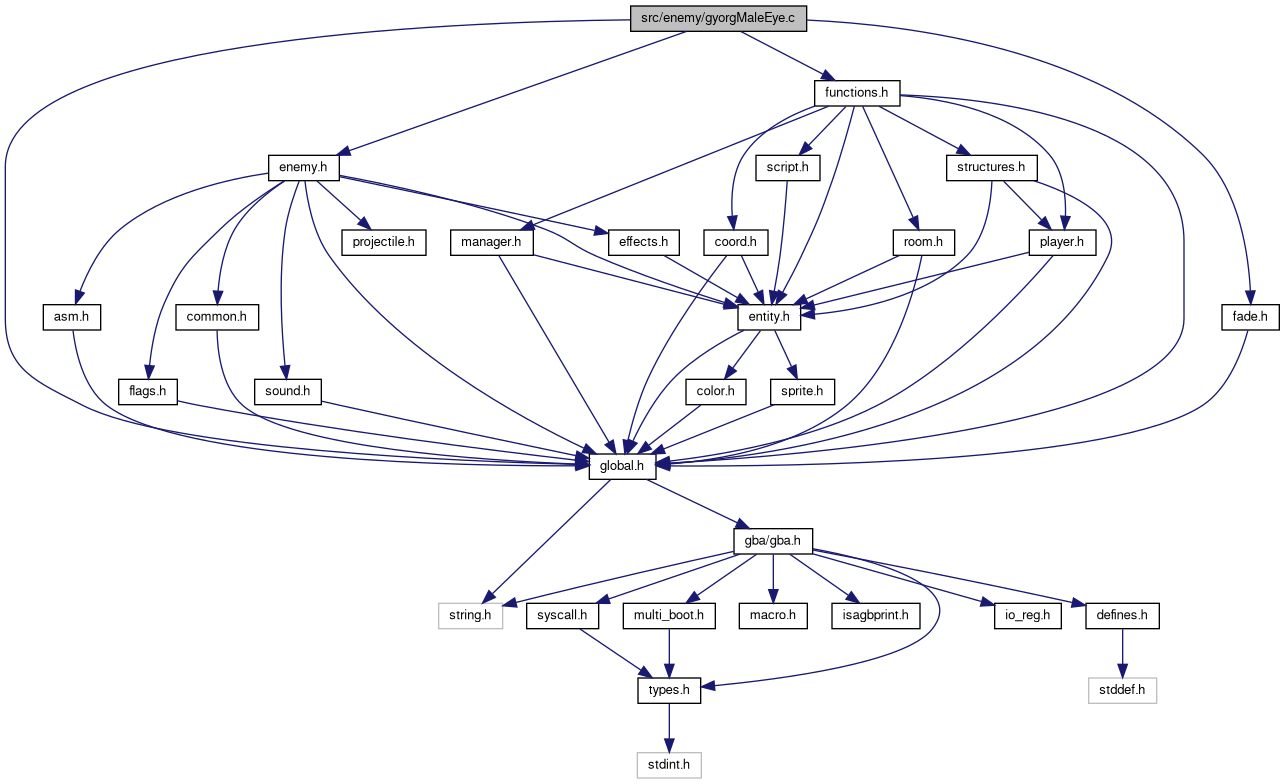 src/enemy/gyorgMaleEye.c
functions.h
enemy.h
script.h
structures.h
projectile.h
manager.h
effects.h
coord.h
room.h
player.h
asm.h
common.h
entity.h
fade.h
flags.h
sound.h
color.h
sprite.h
global.h
gba/gba.h
string.h
syscall.h
multi_boot.h
macro.h
isagbprint.h
io_reg.h
defines.h
types.h
stddef.h
stdint.h